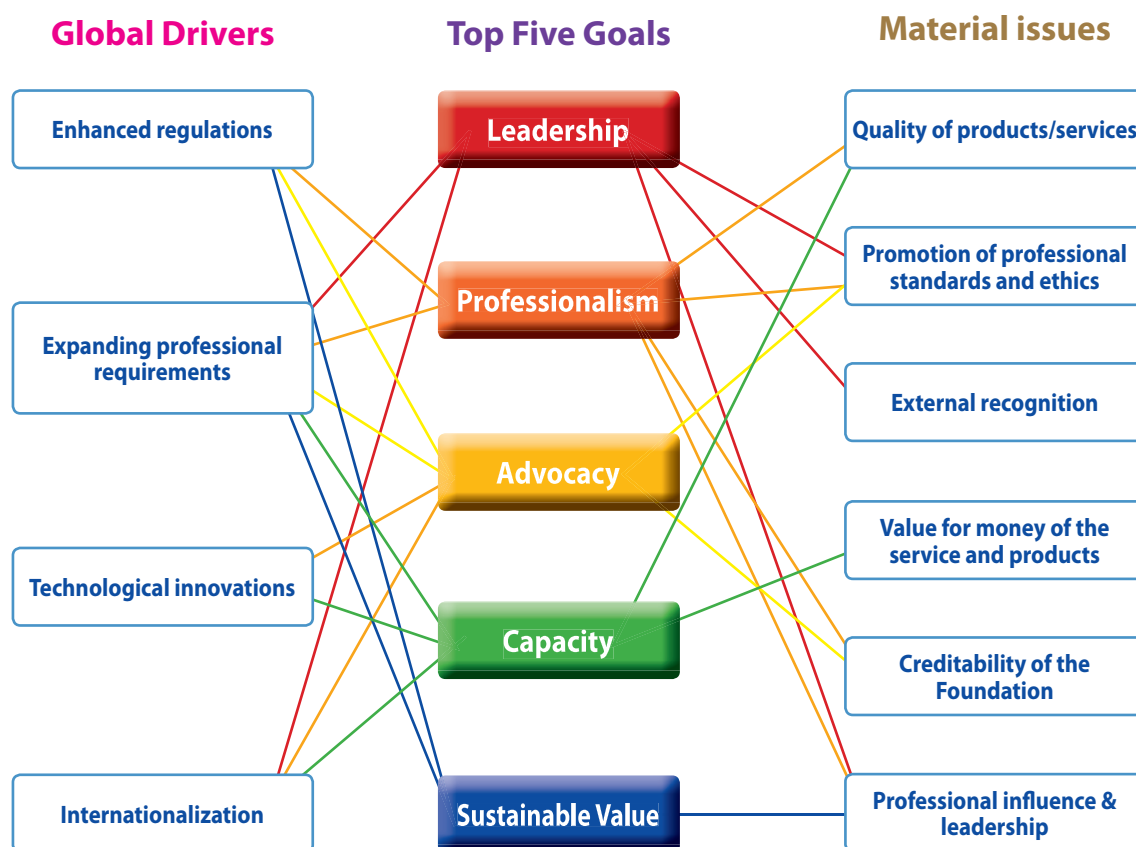 Global Drivers
Top Five Goals
Material issues
Enhanced regulations
Leadership
Quality of products/services
Promotion of professional
standards and ethics
Professionalism
Expanding professional
requirements
External recognition
Advocacy
Value for money of the
service and products
Technological innovations
Capacity
Creditability of the
Foundation
Internationalization
Sustainable Value
Professional influence &
leadership